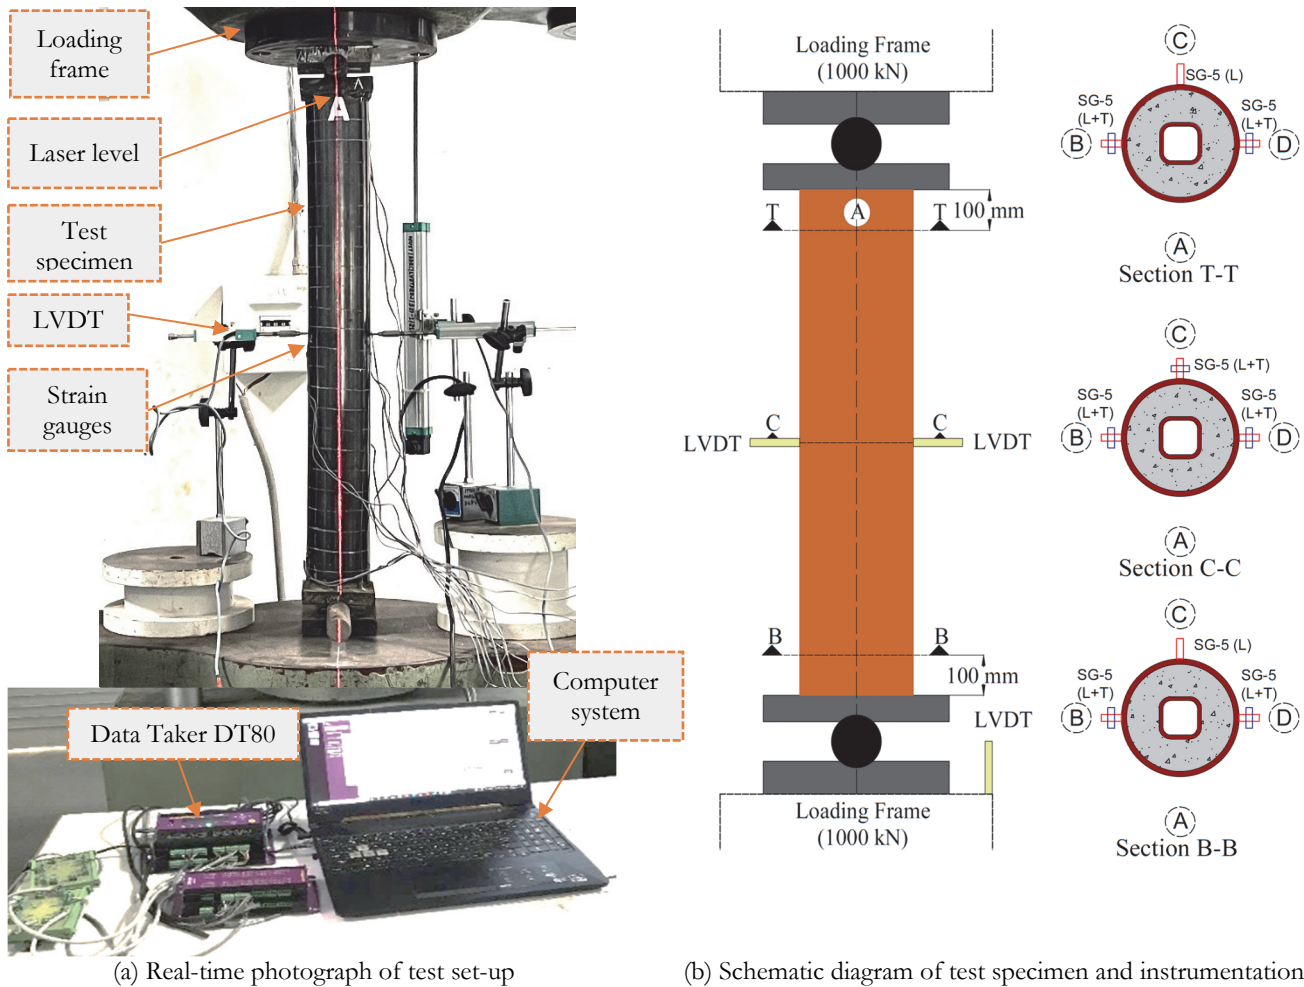 Loading
frame
Laser level
Test
specimen
LVDT
Strain
gauges
A
Computer
system
Data Taker DT80
(a) Real-time photograph of test set-up
Loading Frame
(1000 kN)
T
A
T
100 mm
C
C
LVDT
LVDT
B
B
100 mm
LVDT
Loading Frame
(1000 kN)
C
SG-5 (L)
SG-5
(L+T)
SG-5
(L+T)
B
D
A
Section T-T
C
SG-5 (L+T)
SG-5
(L+T)
SG-5
(L+T)
B
D
A
Section C-C
C
SG-5 (L)
SG-5
(L+T)
SG-5
(L+T)
B
D
A
Section B-B
(b) Schematic diagram of test specimen and instrumentation